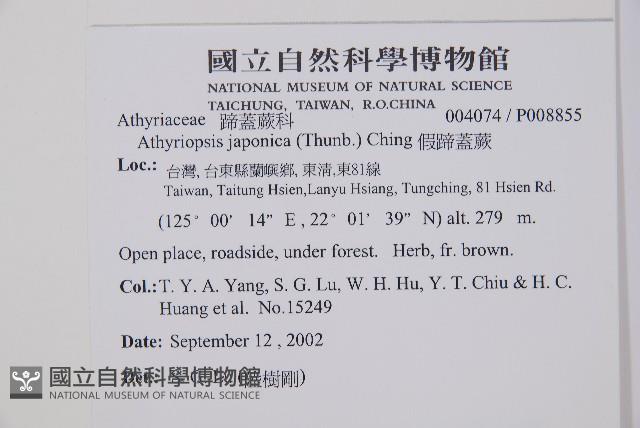 國立自然科學博物館
NATIONAL MUSEUM OF NATURAL SCIENCE
TAICHUNG, TAIWAN, R.O.CHINA
Athyriaceae 蹄蓋蕨科 004074 / P008855
Athyriopsis japonica (Thunb.) Ching 假蹄蓋蕨
Loc.: 台灣, 台東縣蘭嶼鄉, 東清,東81線
Taiwan, Taitung Hsien,Lanyu Hsiang, Tungching, 81 Hsien Rd.
(125° 00' 14" E , 22° 01' 39" N) alt. 279 m.
Open place, roadside, under forest. Herb, fr. brown.
Col.: T. Y. A. Yang, S. G. Lu, W. H. Hu, Y. T. Chiu & H. C.
Huang et al. No.15249
Date: September 12 , 2002
樹剛)
國立自然科學博物館
NATIONAL MUSEUM OF NATURAL SCIENCE